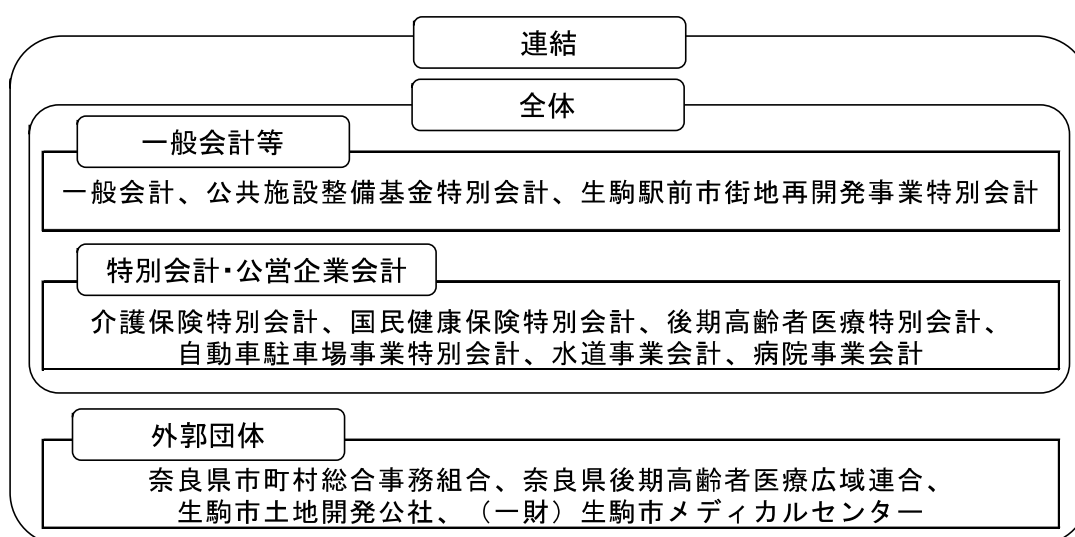 連結
全体
一般会計等
一般会計、公共施設整備基金特別会計、生駒駅前市街地再開発事業特別会計
特別会計・公営企業会計
介護保険特別会計、国民健康保険特別会計、後期高齢者医療特別会計、
自動車駐車場事業特別会計、水道事業会計、病院事業会計
外郭団体
奈良県市町村総合事務組合、奈良県後期高齢者医療広域連合、
生駒市土地開発公社、（一財）生駒市メディカルセンター